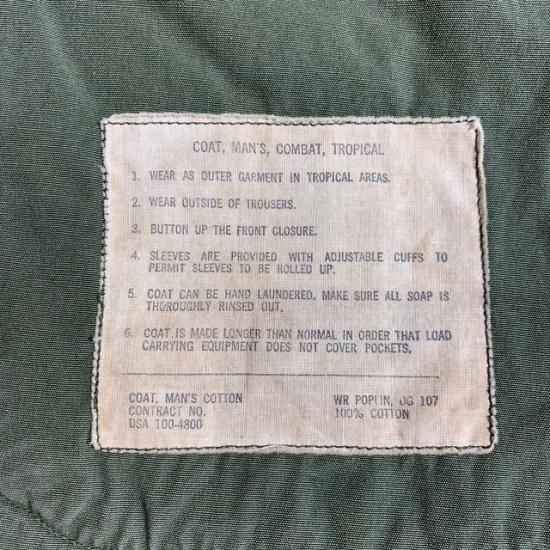 COAT, MAN'S, COMBAT, TROPICAL
1. WEAR AS OUTER GARMENT IN TROPICAL AREAS.
2. WEAR OUTSIDE OF TROUSERS.
3. BUTTON UP THE FRONT CLOSURE.
4. SLEEVES ARE PROVIDED WITH ADJUSTABLE CUFFS TO
PERMIT SLEEVES TO BE ROLLED UP.
5. COAT CAN BE HAND LAUNDERED. MAKE SURE ALL SOAP IS
THOROUGHLY RINSED OUT.
6. COAT IS MADE LONGER THAN NORMAL IN ORDER THAT LOAD
CARRYING EQUIPMENT DOES NOT COVER POCKETS.
COAT, MAN'S COTTON WR POPLIN, OG 107
CONTRACT NO. 100% COTTON
DSA 100-4800